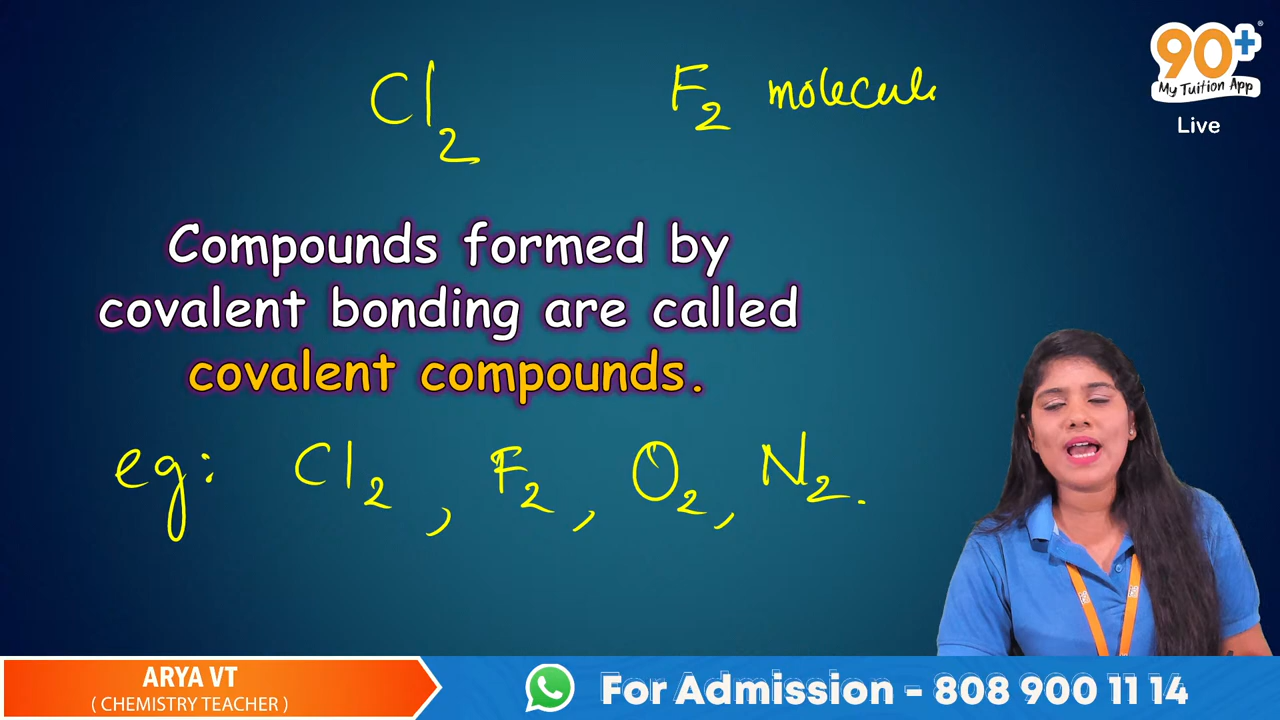 Cl2 F2 molecule
90+
My Tuition App
Live
Compounds formed by
covalent bonding are called
covalent compounds.
eg: Cl2, F2, O2, N2.
ARYA VT
( CHEMISTRY TEACHER )
For Admission - 808 900 11 14